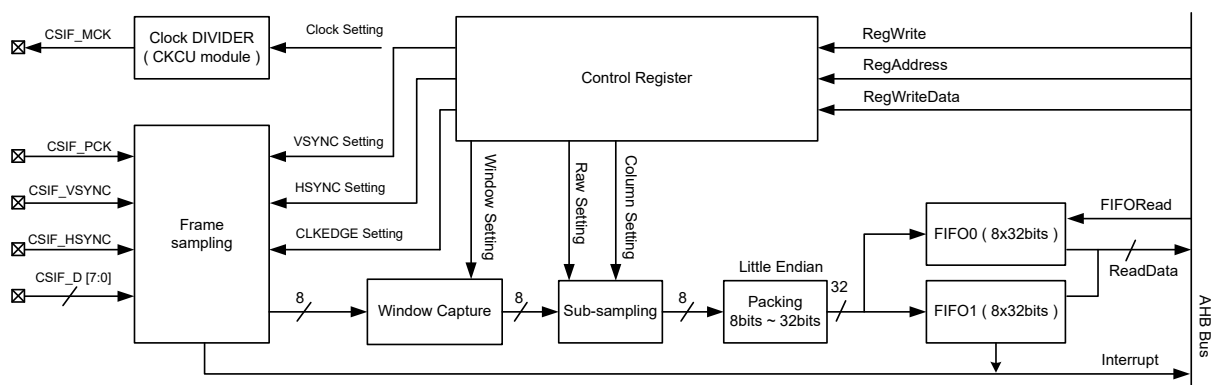 CSIF_MCK
Clock DIVIDER
( CKCU module )
Clock Setting
Control Register
RegWrite
RegAddress
RegWriteData
CSIF_PCK
CSIF_VSYNC
CSIF_HSYNC
CSIF_D [7:0]
Frame
sampling
VSYNC Setting
HSYNC Setting
CLKEDGE Setting
Window Setting
Raw Setting
Column Setting
8
Window Capture
8
Sub-sampling
8
Little Endian
Packing
8bits ~ 32bits
32
FIFO0 ( 8x32bits )
FIFO1 ( 8x32bits )
FIFORead
ReadData
Interrupt
AHB Bus